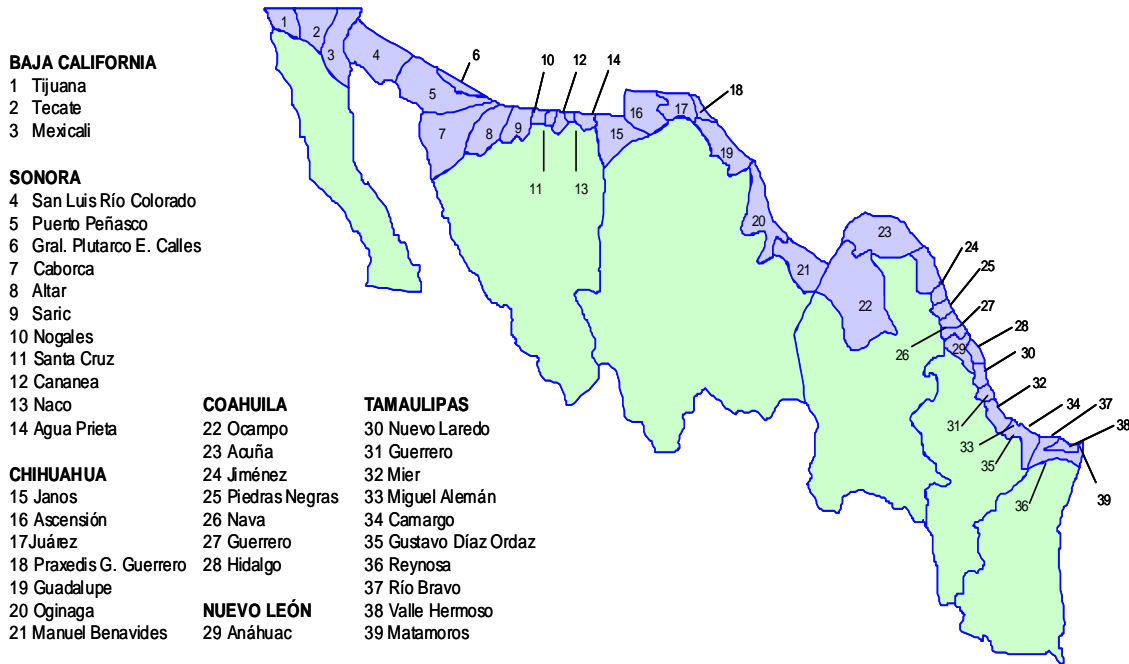 BAJA CALIFORNIA
1 Tijuana
2 Tecate
3 Mexicali
SONORA
4 San Luis Río Colorado
5 Puerto Peñasco
6 Gral. Plutarco E. Calles
7 Caborca
8 Altar
9 Saric
10 Nogales
11 Santa Cruz
12 Cananea
13 Naco
14 Agua Prieta
CHIHUAHUA
15 Janos
16 Ascensión
17 Juárez
18 Praxedis G. Guerrero
19 Guadalupe
20 Oginaga
21 Manuel Benavides
COAHUILA
22 Ocampo
23 Acuña
24 Jiménez
25 Piedras Negras
26 Nava
27 Guerrero
28 Hidalgo
NUEVO LEÓN
29 Anáhuac
TAMAULIPAS
30 Nuevo Laredo
31 Guerrero
32 Mier
33 Miguel Alemán
34 Camargo
35 Gustavo Díaz Ordaz
36 Reynosa
37 Río Bravo
38 Valle Hermoso
39 Matamoros
1
2
3
4
5
6
7
8
9
10
11
12
13
14
15
16
17
18
19
20
21
22
23
24
25
26
27
28
29
30
31
32
33
34
35
36
37
38
39